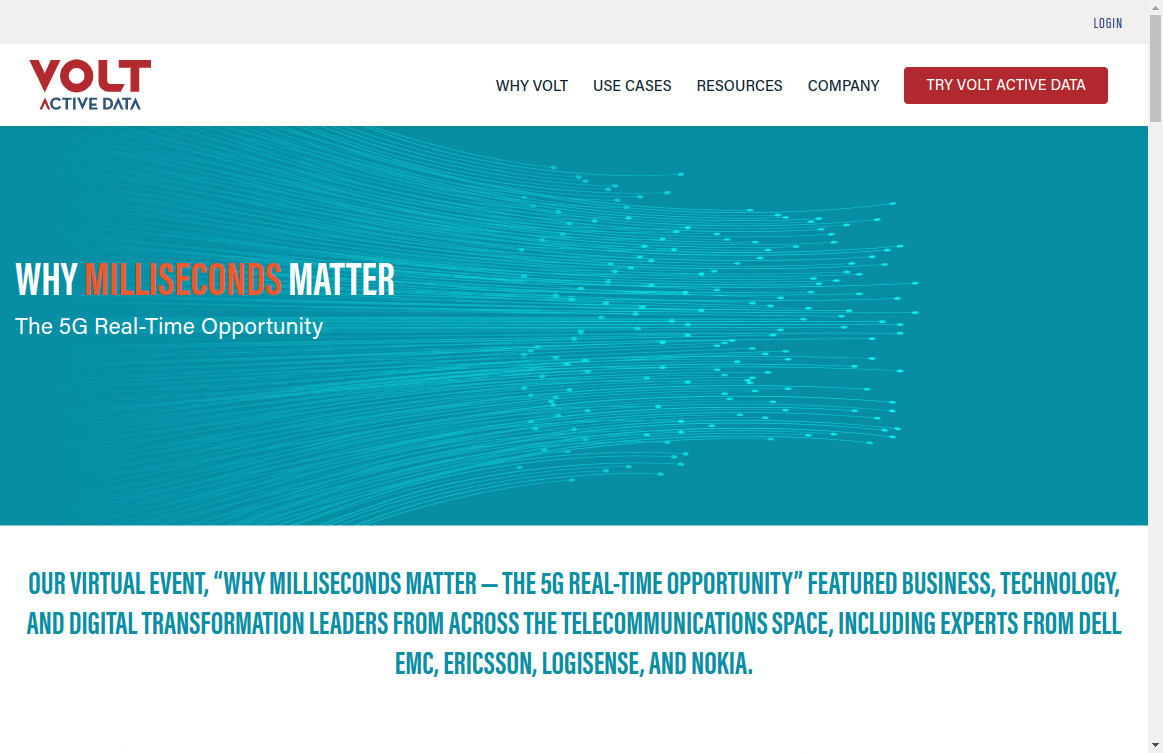 LOGIN
VOLT
ACTIVE DATA
WHY VOLT USE CASES RESOURCES COMPANY TRY VOLT ACTIVE DATA
WHY MILLISECONDS MATTER
The 5G Real-Time Opportunity
OUR VIRTUAL EVENT, “WHY MILLISECONDS MATTER — THE 5G REAL-TIME OPPORTUNITY” FEATURED BUSINESS, TECHNOLOGY,
AND DIGITAL TRANSFORMATION LEADERS FROM ACROSS THE TELECOMMUNICATIONS SPACE, INCLUDING EXPERTS FROM DELL
EMC, ERICSSON, LOGISENSE, AND NOKIA.